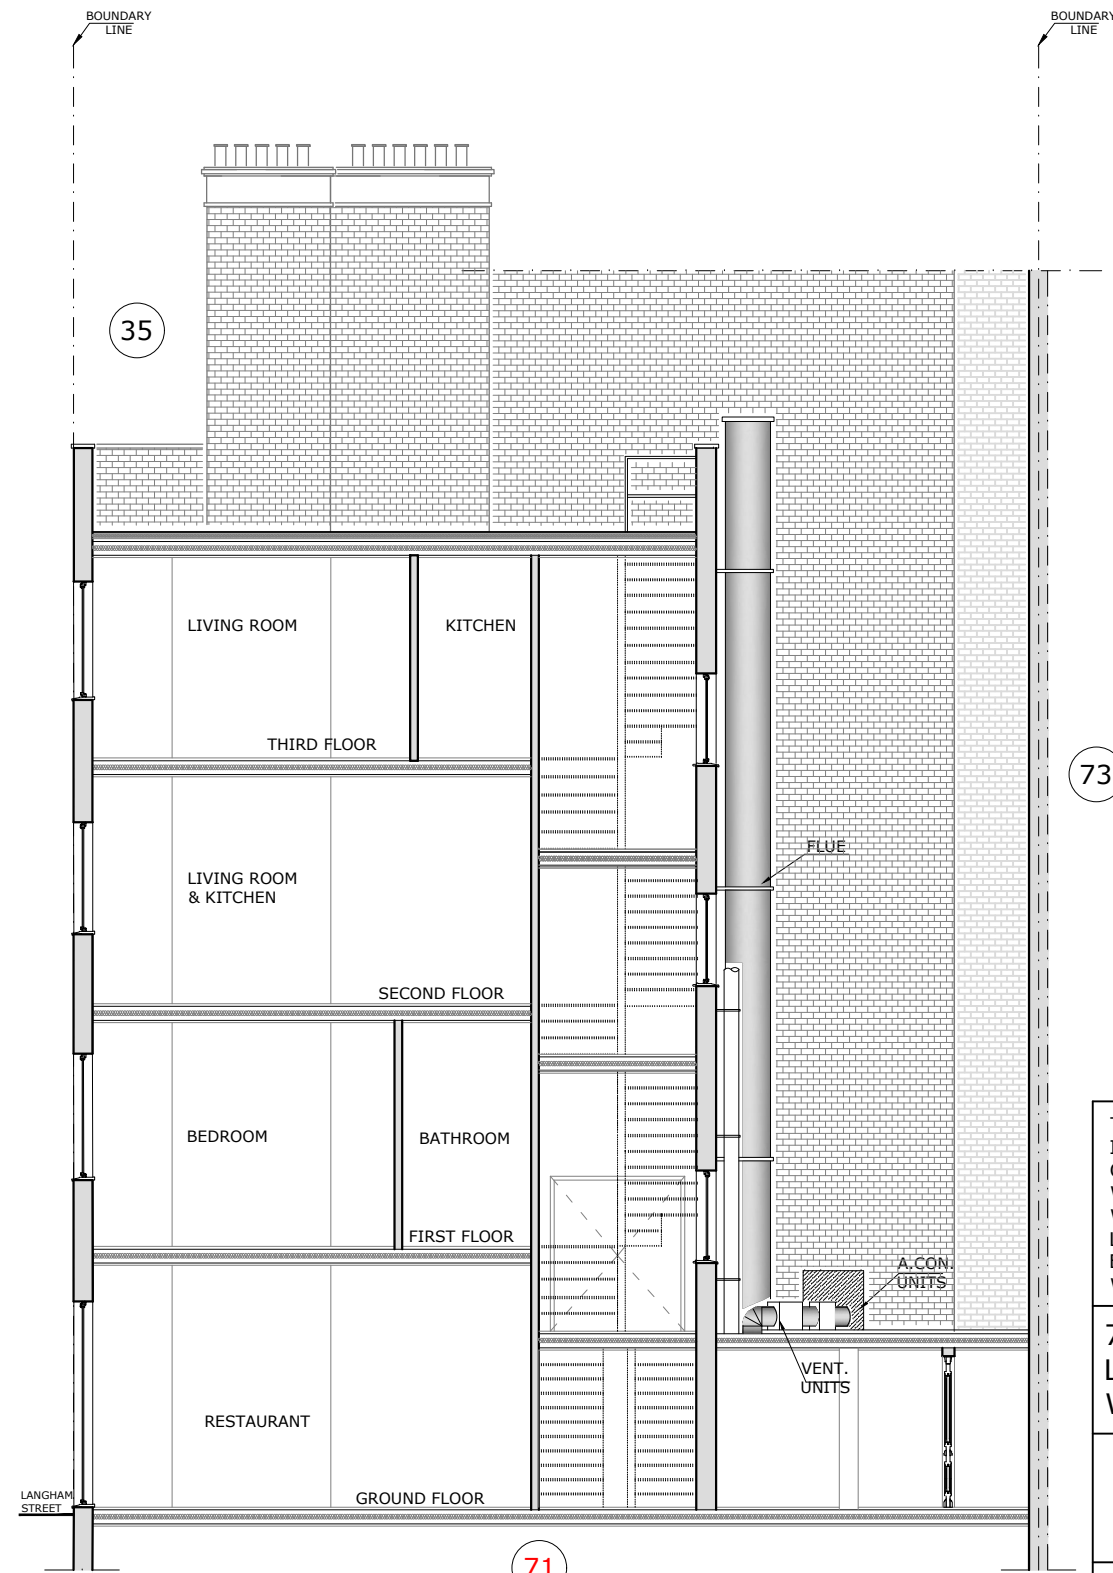 BOUNDARY
LINE
BOUNDARY
LINE
35
LIVING ROOM
KITCHEN
THIRD FLOOR
73
FLUE
LIVING ROOM
& KITCHEN
SECOND FLOOR
BEDROOM
BATHROOM
FIRST FLOOR
A.CON.
UNITS
VENT.
UNITS
RESTAURANT
GROUND FLOOR
LANGHAM
STREET
71